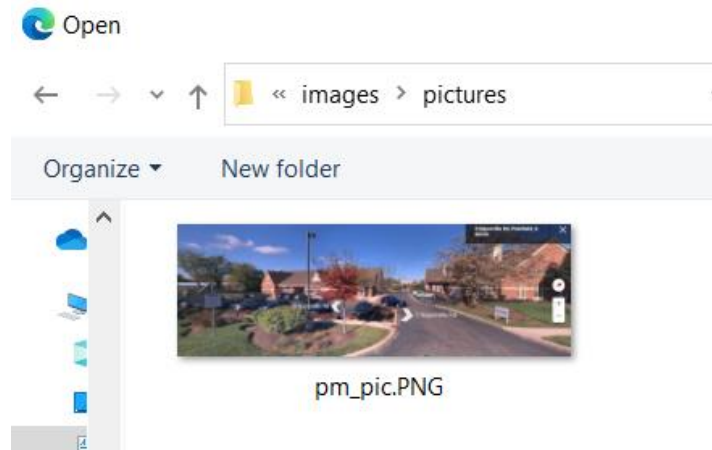 Open
« images > pictures
Organize
New folder
pm_pic.PNG